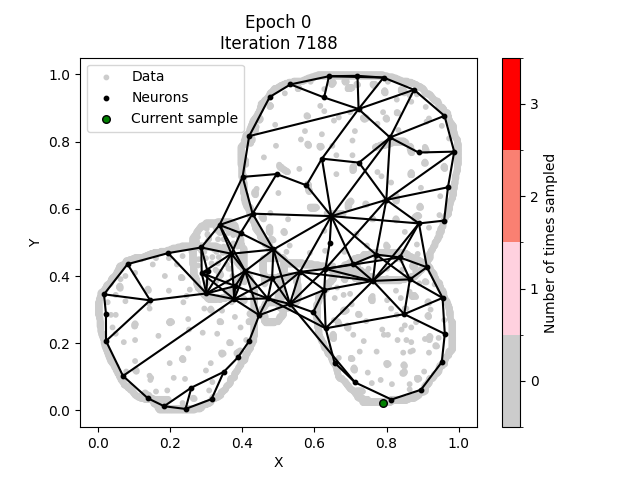 Epoch 0
Iteration 7188
Data
Neurons
Current sample
1.0
0.8
0.6
0.4
0.2
0.0
Y
0.0 0.2 0.4 0.6 0.8 1.0
X
3
2
1
0
Number of times sampled